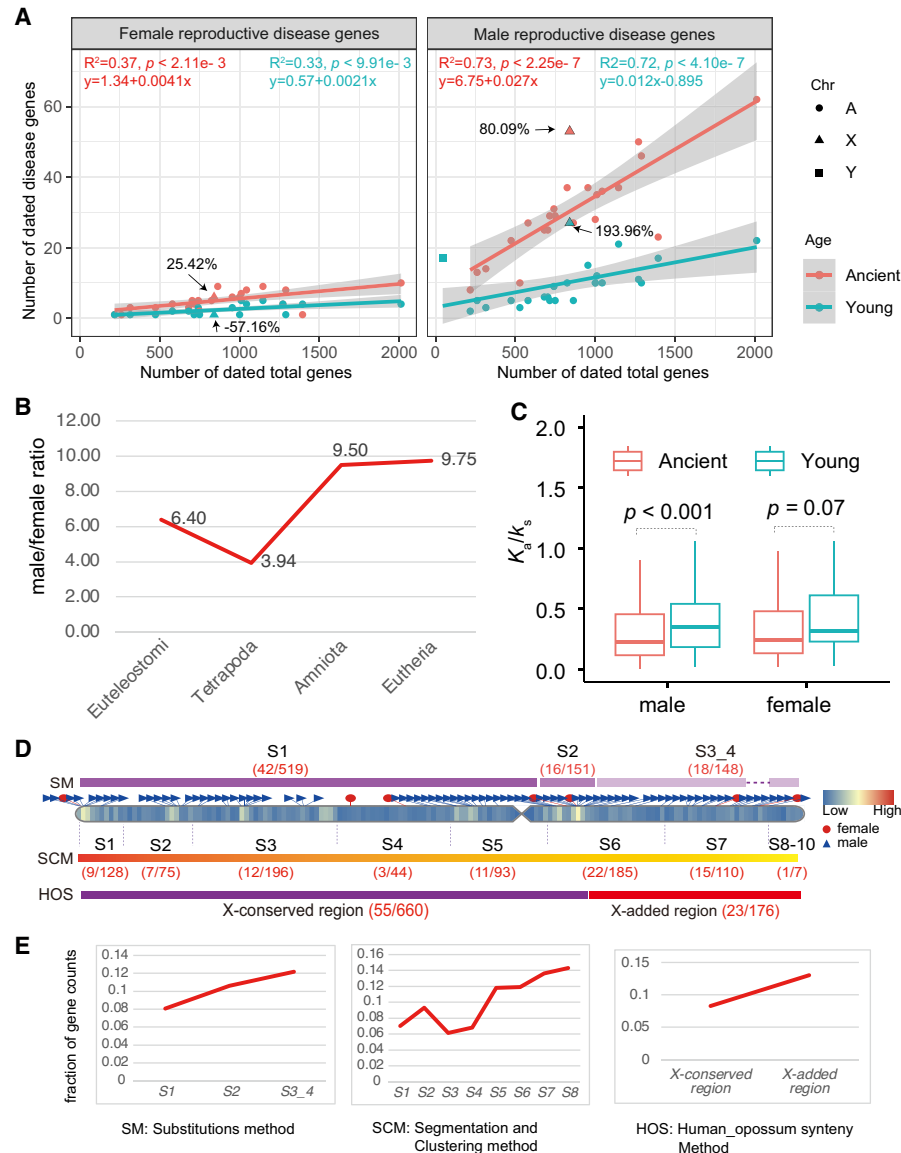 A
Female reproductive disease genes
Male reproductive disease genes
R²=0.37, p < 2.11e- 3
y=1.34+0.0041x
R²=0.33, p < 9.91e- 3
y=0.57+0.0021x
R²=0.73, p < 2.25e- 7
y=6.75+0.027x
R2=0.72, p < 4.10e- 7
y=0.012x-0.895
Number of dated disease genes
60
40
20
0
25.42%
-57.16%
80.09%
193.96%
0 500 1000 1500 2000
0 500 1000 1500 2000
Number of dated total genes
Number of dated total genes
Chr
A
X
Y
Age
Ancient
Young
B
male/female ratio
12.00
10.00
8.00
6.00
4.00
2.00
0.00
6.40
3.94
9.50
9.75
Euteleostomi
Tetrapoda
Amniota
Eutheria
C
Ka/ks
2.0
1.5
1.0
0.5
0.0
Ancient
Young
p < 0.001
p = 0.07
male
female
D
S1
S2
S3_4
SM
(42/519)
(16/151)
(18/148)
Low High
female
male
S1 S2 S3 S4 S5 S6 S7 S8-10
SCM
(9/128) (7/75) (12/196) (3/44) (11/93) (22/185) (15/110) (1/7)
HOS
X-conserved region (55/660)
X-added region (23/176)
E
fraction of gene counts
0.14
0.12
0.1
0.08
0.06
0.04
0.02
0
S1 S2 S3_4
SM: Substitutions method
0.16
0.14
0.12
0.1
0.08
0.06
0.04
0.02
0
S1 S2 S3 S4 S5 S6 S7 S8
SCM: Segmentation and
Clustering method
0.15
0.1
0.05
0
X-conserved
region
X-added
region
HOS: Human_opossum synteny
Method